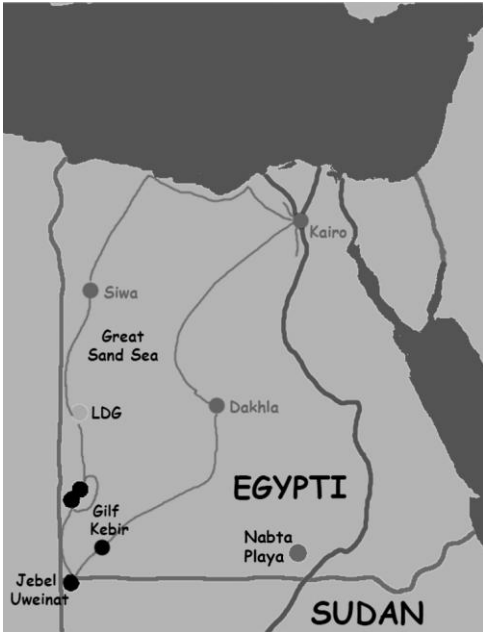 Kairo
Siwa
Great
Sand Sea
LDG
Dakhla
EGYPTI
Gilf
Kebir
Nabta
Playa
Jebel
Uweinat
SUDAN